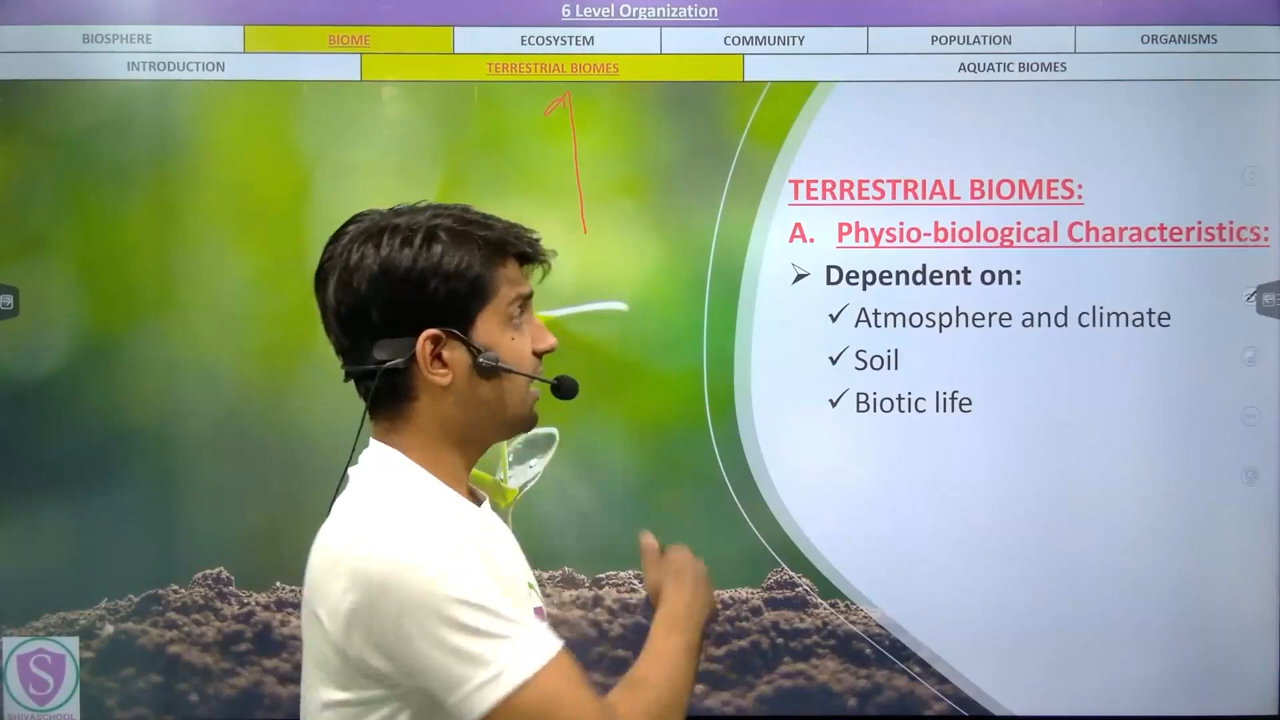 6 Level Organization
BIOSPHERE BIOME ECOSYSTEM COMMUNITY POPULATION ORGANISMS
INTRODUCTION TERRESTRIAL BIOMES AQUATIC BIOMES
TERRESTRIAL BIOMES:
A. Physio-biological Characteristics:
➢ Dependent on:
✓ Atmosphere and climate
✓ Soil
✓ Biotic life
S
SHIVASCHOOL